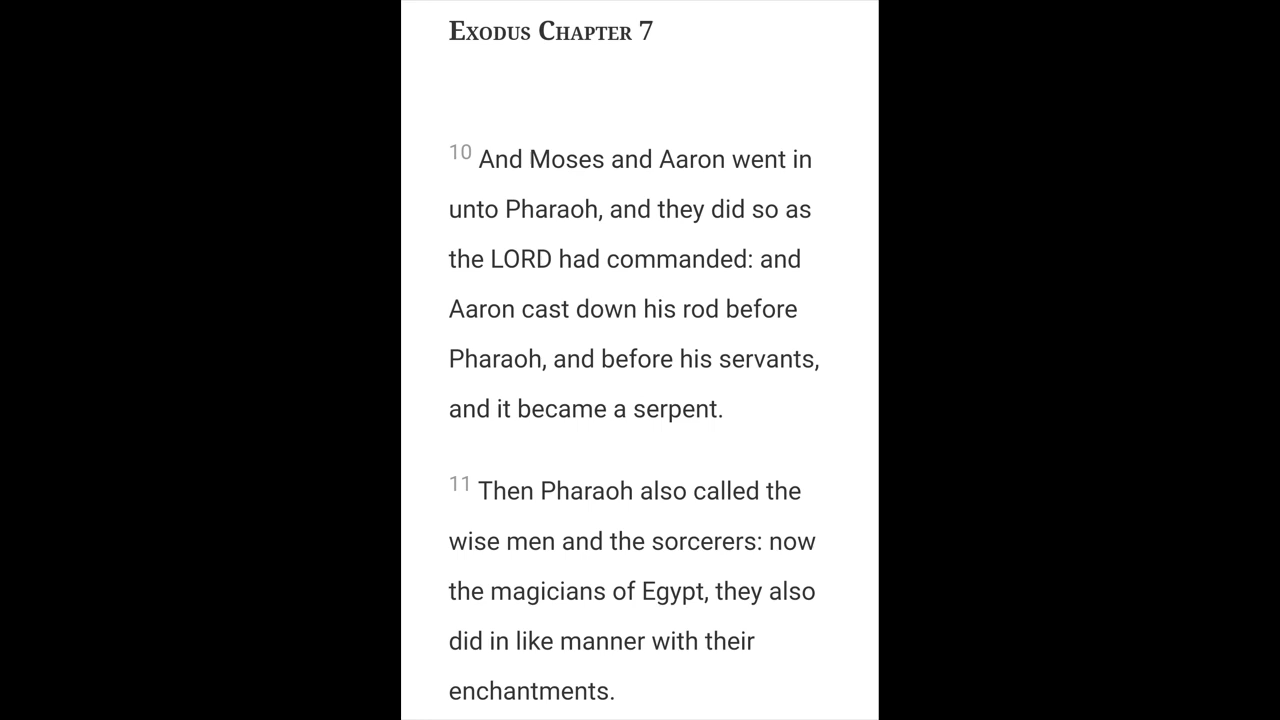 Exodus Chapter 7
10 And Moses and Aaron went in
unto Pharaoh, and they did so as
the LORD had commanded: and
Aaron cast down his rod before
Pharaoh, and before his servants,
and it became a serpent.
11 Then Pharaoh also called the
wise men and the sorcerers: now
the magicians of Egypt, they also
did in like manner with their
enchantments.